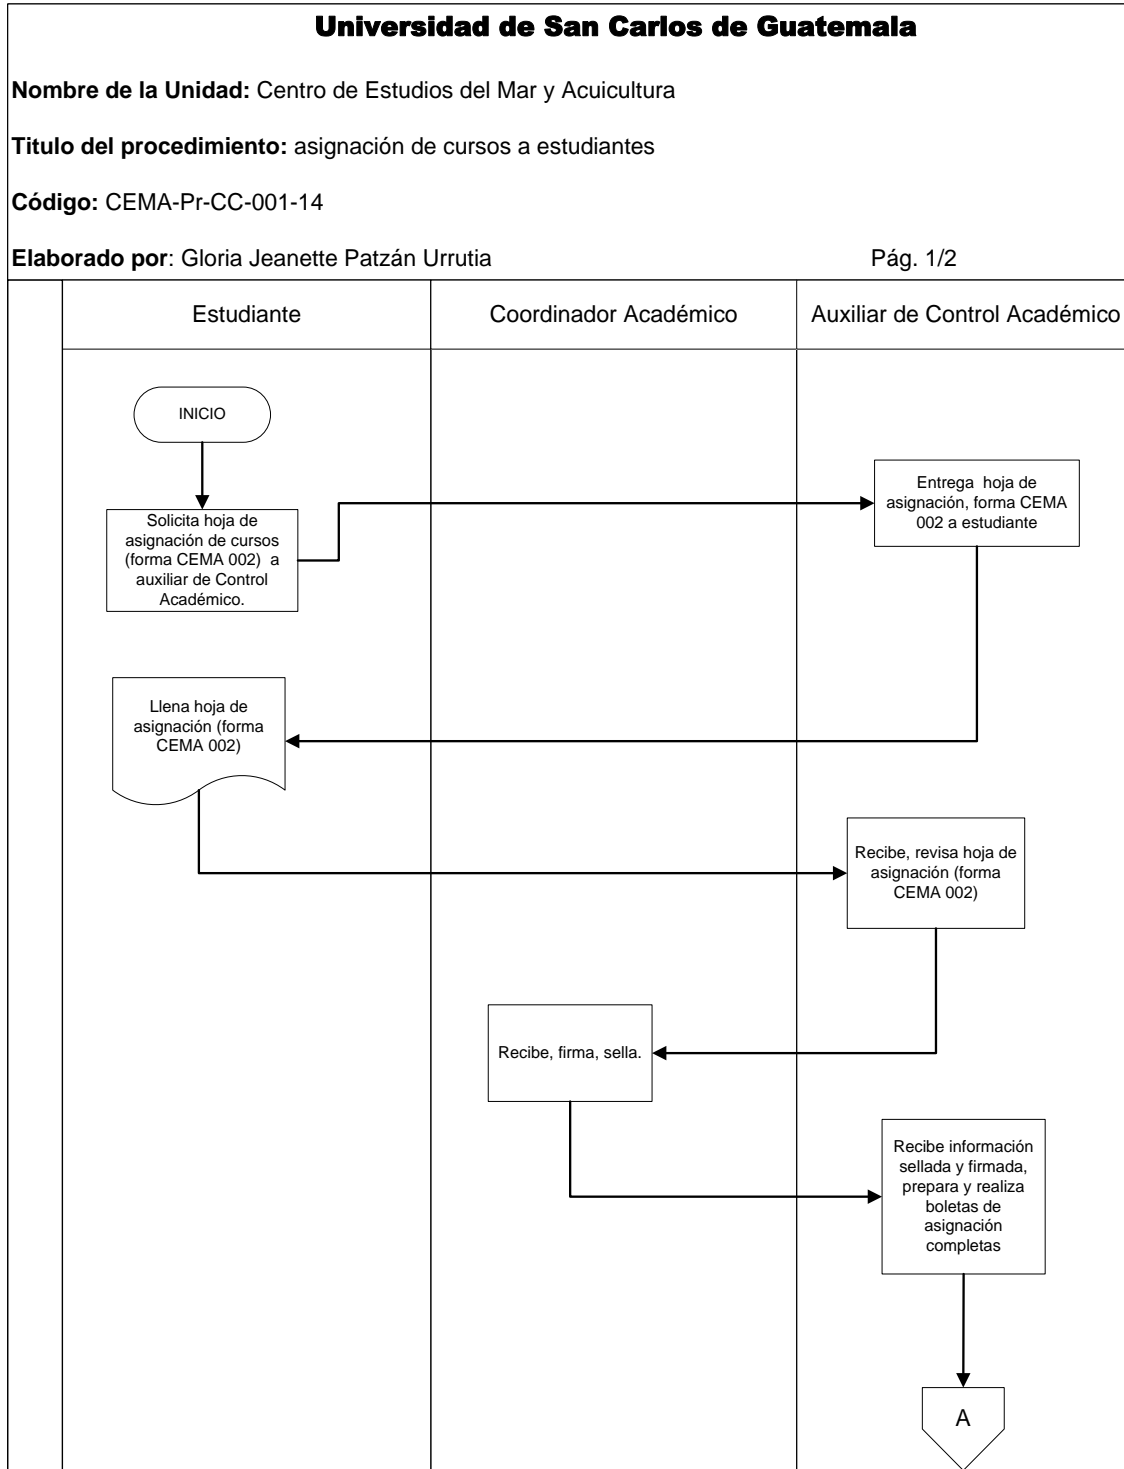 Universidad de San Carlos de Guatemala
Nombre de la Unidad: Centro de Estudios del Mar y Acuicultura
Titulo del procedimiento: asignación de cursos a estudiantes
Código: CEMA-Pr-CC-001-14
Elaborado por: Gloria Jeanette Patzán Urrutia Pág. 1/2
Estudiante
Coordinador Académico
Auxiliar de Control Académico
INICIO
Solicita hoja de
asignación de cursos
(forma CEMA 002) a
auxiliar de Control
Académico.
Entrega hoja de
asignación, forma CEMA
002 a estudiante
Llena hoja de
asignación (forma
CEMA 002)
Recibe, revisa hoja de
asignación (forma
CEMA 002)
Recibe, firma, sella.
Recibe información
sellada y firmada,
prepara y realiza
boletas de
asignación
completas
A